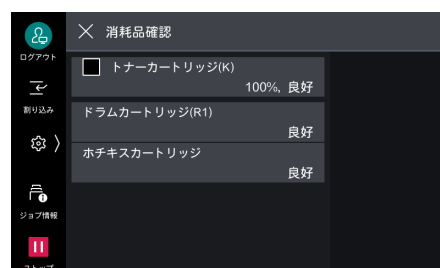 消耗品確認
ログアウト
トナーカートリッジ(K)
100%, 良好
割り込み
ドラムカートリッジ(R1)
良好
ホチキスカートリッジ
良好
ジョブ情報
ストップ